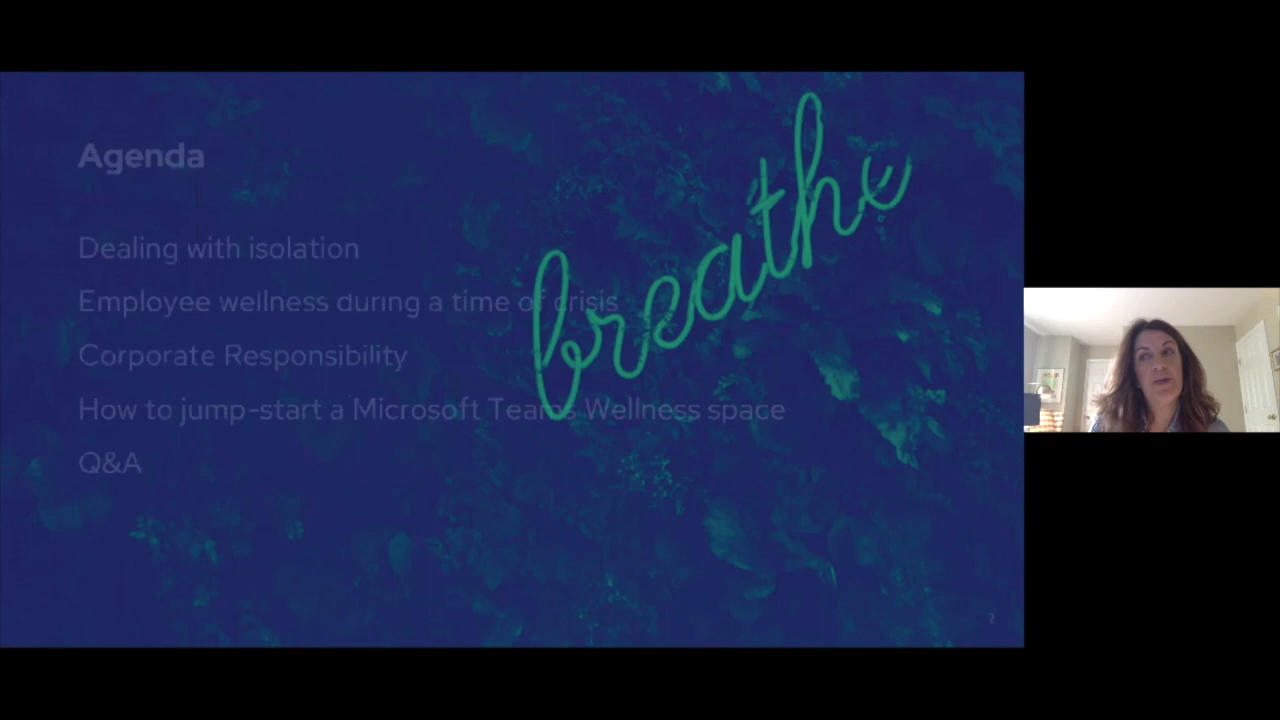 Agenda
Dealing with isolation
Employee wellness during a time of crisis
Corporate Responsibility
How to jump-start a Microsoft Teams Wellness space
Q&A
breathe
2